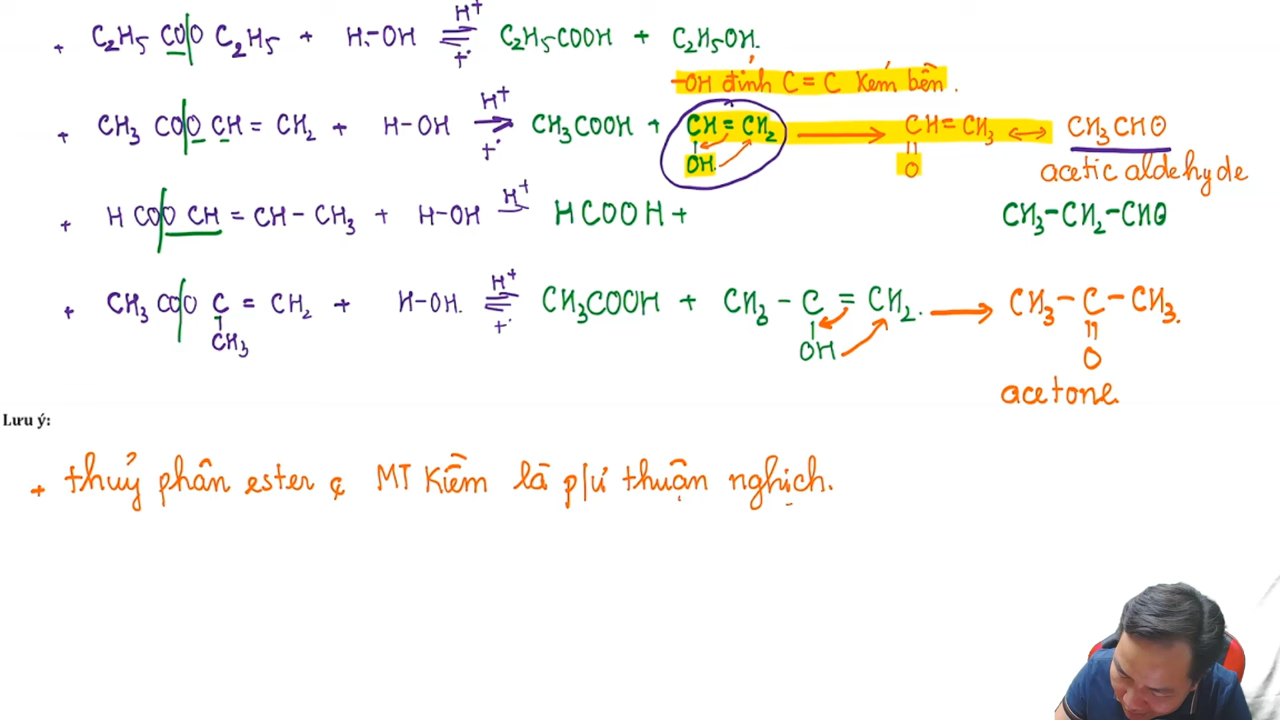 + C₂H₅ COO C₂H₅ + H-OH ⇌ H⁺ t° C₂H₅COOH + C₂H₅OH.
-OH đính C = C kém bền.
+ CH₃ COO CH = CH₂ + H-OH → H⁺ t° CH₃COOH + CH = CH₂ OH → CH = CH₃ O ↔ CH₃CHO
acetic aldehyde
+ H COO CH = CH - CH₃ + H-OH ⇀ H⁺ HCOOH + CH₃-CH₂-CHO
+ CH₃ COO C = CH₂ CH₃ + H-OH. ⇌ H⁺ t° CH₃COOH + CH₃ - C = CH₂. OH → CH₃-C-CH₃. O
acetone
Lưu ý:
+ thuỷ phân ester MT kiềm là p/ư thuận nghịch.